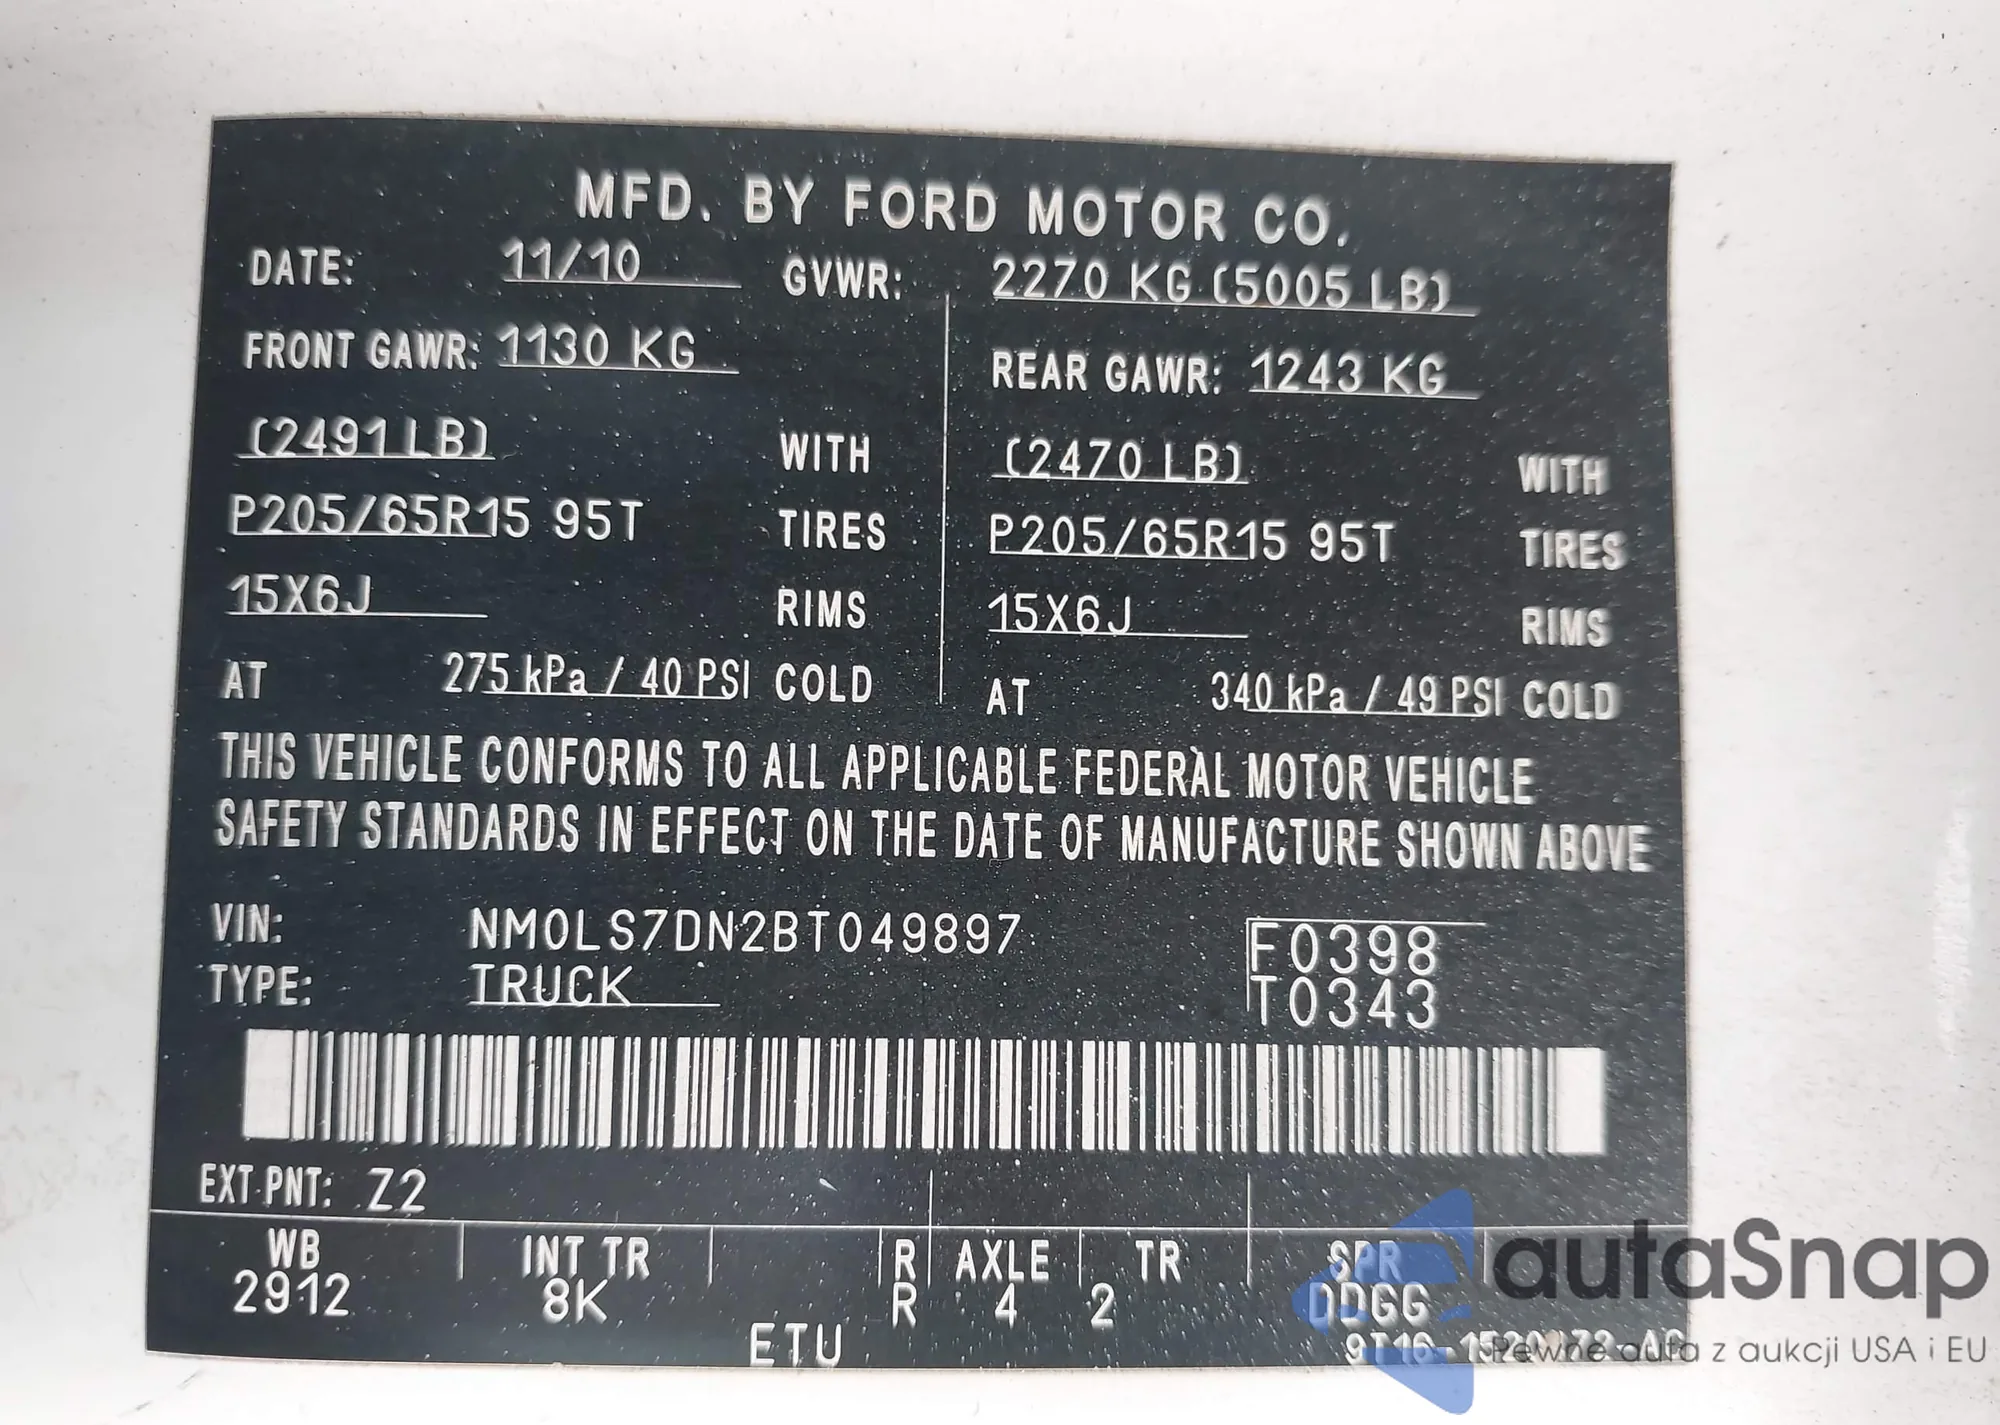 MFD. BY FORD MOTOR CO.
DATE: 11/10 GVWR: 2270 KG (5005 LB)
FRONT GAWR: 1130 KG REAR GAWR: 1243 KG
(2491 LB) WITH (2470 LB) WITH
P205/65R15 95T TIRES P205/65R15 95T TIRES
15X6J RIMS 15X6J RIMS
AT 275 kPa / 40 PSI COLD AT 340 kPa / 49 PSI COLD
THIS VEHICLE CONFORMS TO ALL APPLICABLE FEDERAL MOTOR VEHICLE
SAFETY STANDARDS IN EFFECT ON THE DATE OF MANUFACTURE SHOWN ABOVE
VIN: NM0LS7DN2BT049897 F0398
TYPE: TRUCK T0343
EXT PNT: Z2
WB INT TR R AXLE TR SPR
2912 8K R 4 2 DDGG
ETU
autaSnap
Pewne auta z aukcji USA i EU